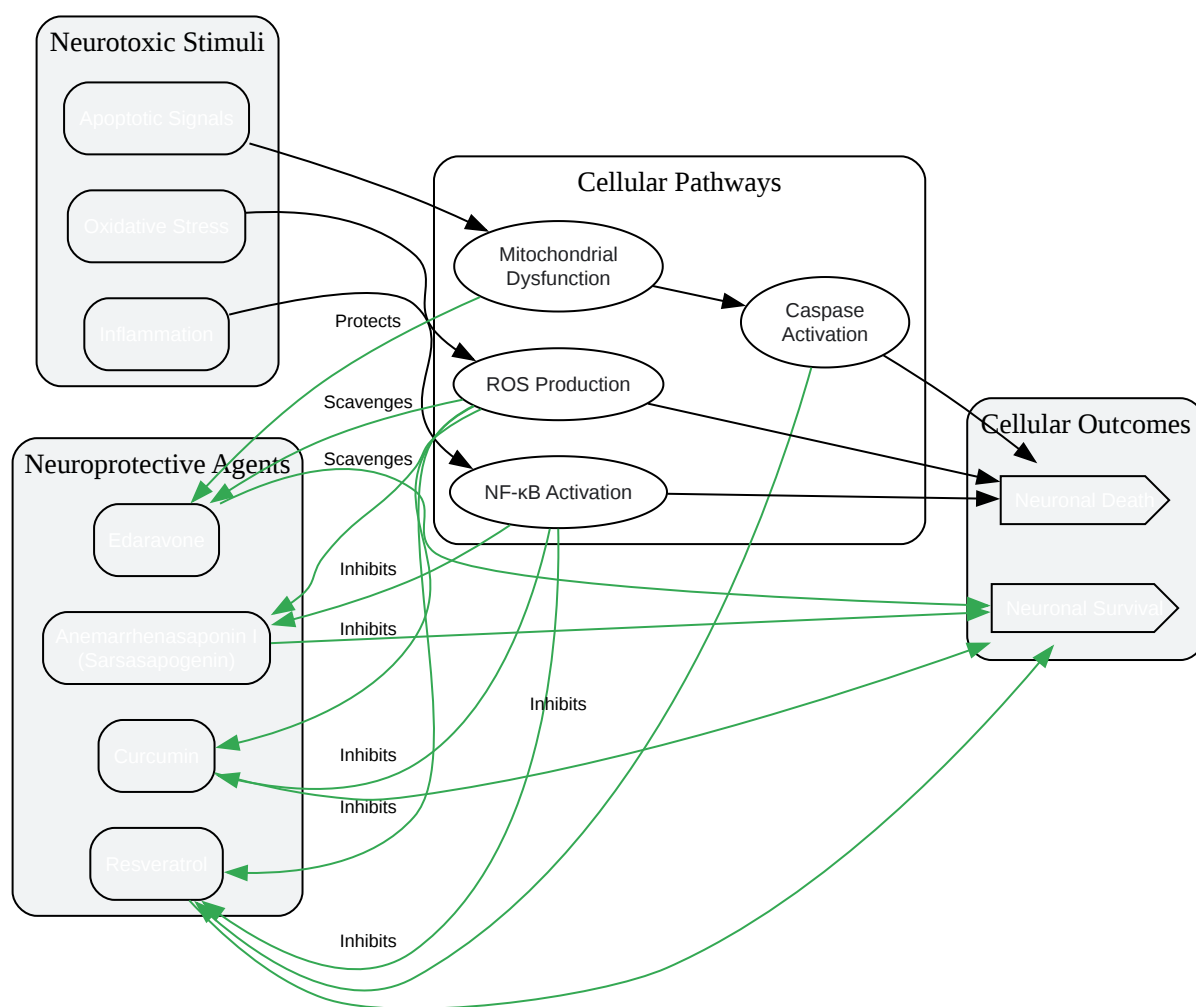 Neurotoxic Stimuli
Apoptotic Signals
Oxidative Stress
Inflammation
Cellular Pathways
Mitochondrial
Dysfunction
Caspase
Activation
ROS Production
NF-κB Activation
Protects
Scavenges
Scavenges
Inhibits
Inhibits
Inhibits
Inhibits
Inhibits
Inhibits
Neuroprotective Agents
Edaravone
Anemarrhenasaponin I
(Sarsasapogenin)
Curcumin
Resveratrol
Cellular Outcomes
Neuronal Death
Neuronal Survival